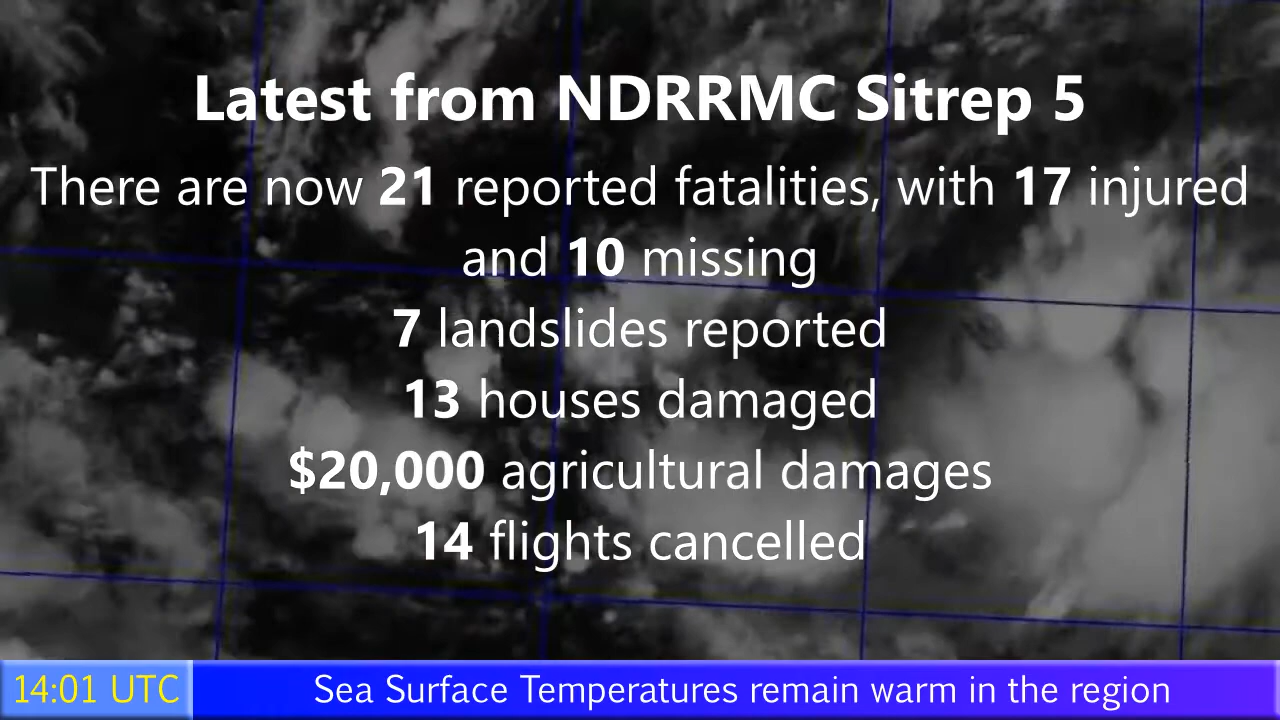 Latest from NDRRMC Sitrep 5
There are now 21 reported fatalities, with 17 injured
and 10 missing
7 landslides reported
13 houses damaged
$20,000 agricultural damages
14 flights cancelled
14:01 UTC
Sea Surface Temperatures remain warm in the region